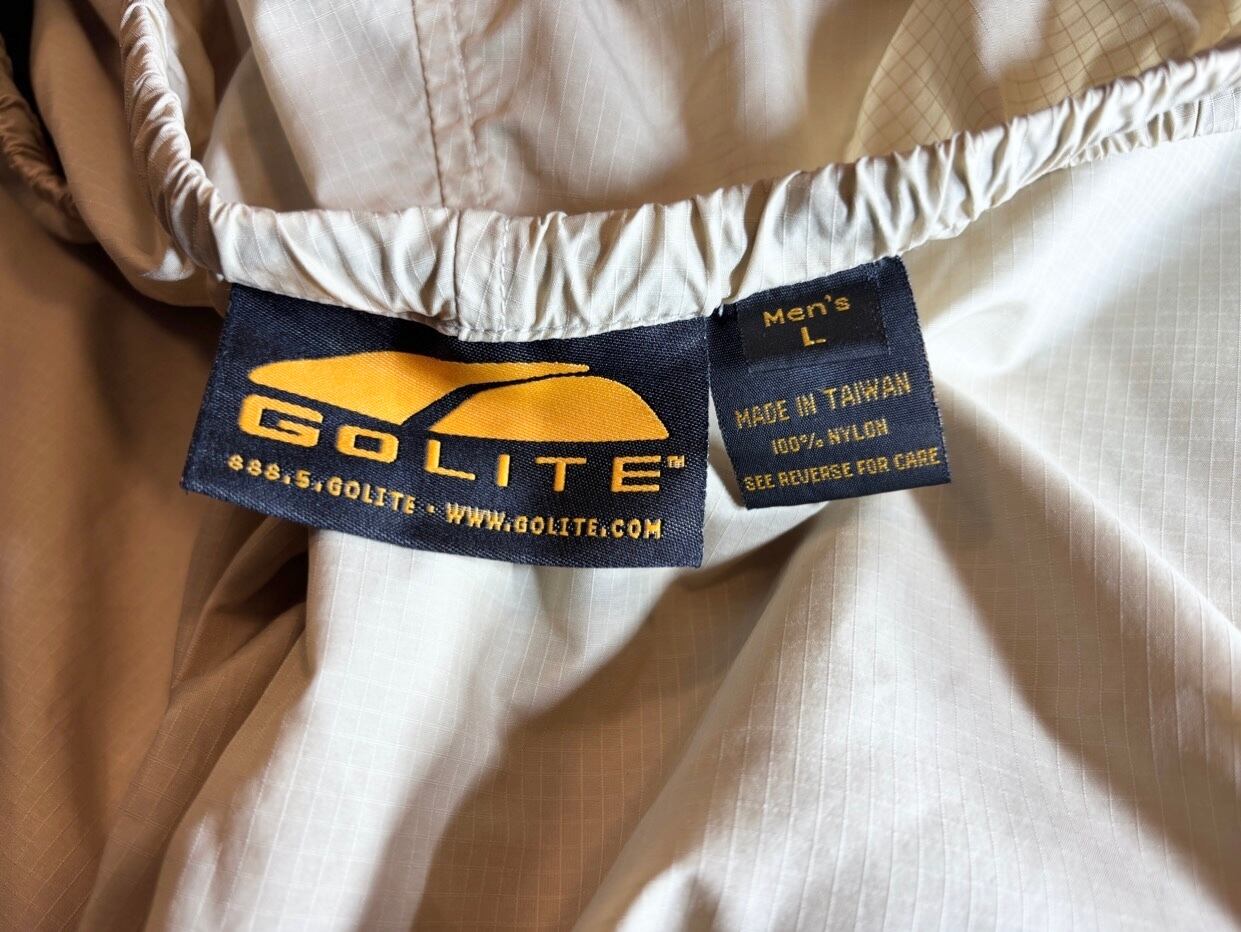 GOLITE™
888.5.GOLITE · WWW.GOLITE.COM
Men's
L
MADE IN TAIWAN
100% NYLON
SEE REVERSE FOR CARE